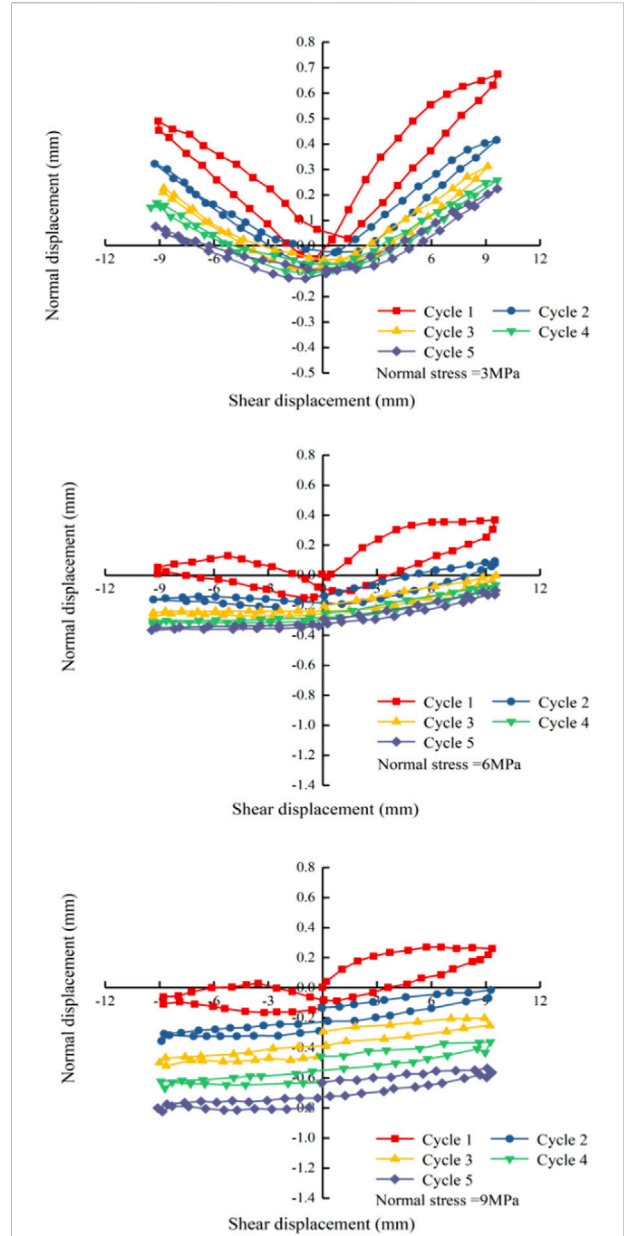 0.8
0.7
0.6
0.5
0.4
0.3
0.2
0.1
0.0
-0.1
-0.2
-0.3
-0.4
-0.5
-12 -9 -6 -3 0 3 6 9 12
Normal displacement (mm)
Cycle 1 Cycle 2
Cycle 3 Cycle 4
Cycle 5
Normal stress =3MPa
Shear displacement (mm)
0.8
0.6
0.4
0.2
0.0
-0.2
-0.4
-0.6
-0.8
-1.0
-1.2
-1.4
-12 -9 -6 -3 0 3 6 9 12
Normal displacement (mm)
Cycle 1 Cycle 2
Cycle 3 Cycle 4
Cycle 5
Normal stress =6MPa
Shear displacement (mm)
0.8
0.6
0.4
0.2
0.0
-0.2
-0.4
-0.6
-0.8
-1.0
-1.2
-1.4
-12 -9 -6 -3 0 3 6 9 12
Normal displacement (mm)
Cycle 1 Cycle 2
Cycle 3 Cycle 4
Cycle 5
Normal stress =9MPa
Shear displacement (mm)